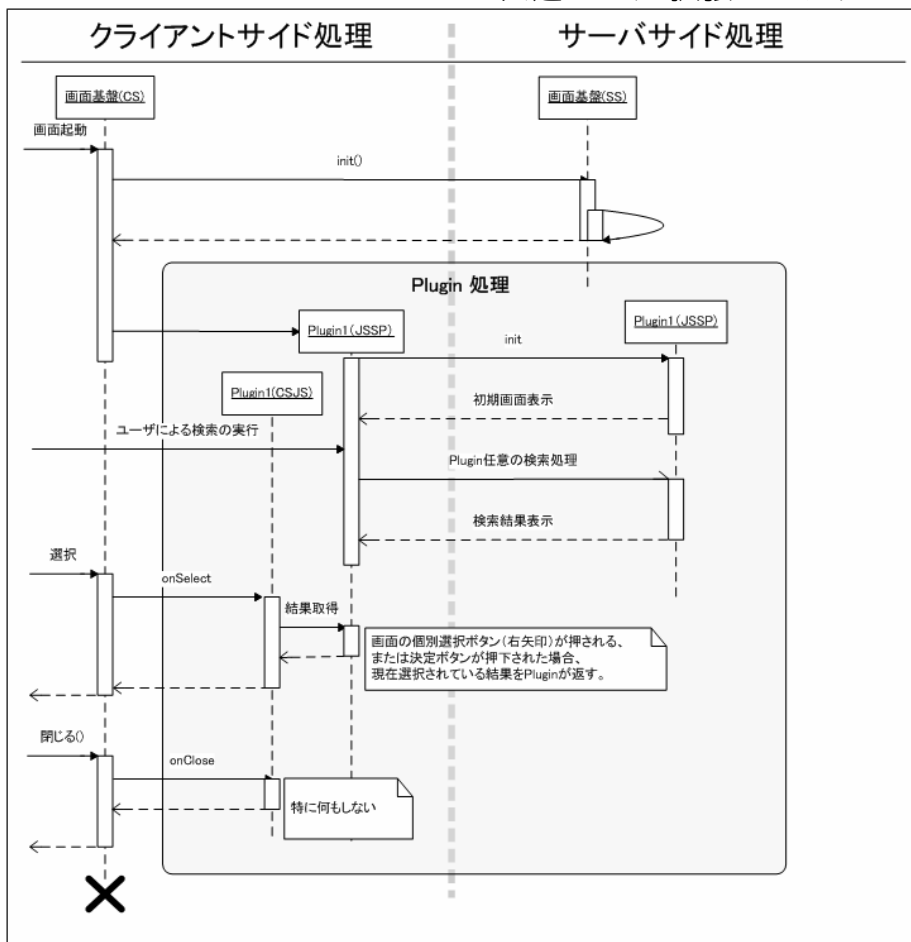 クライアントサイド処理
サーバサイド処理
画面基盤(CS)
画面基盤(SS)
画面起動
init()
Plugin 処理
Plugin1(JSSP)
Plugin1(JSSP)
init
Plugin1(CSJS)
初期画面表示
ユーザによる検索の実行
Plugin任意の検索処理
検索結果表示
選択
onSelect
結果取得
画面の個別選択ボタン(右矢印)が押される、
または決定ボタンが押下された場合、
現在選択されている結果をPluginが返す。
閉じる()
onClose
特に何もしない